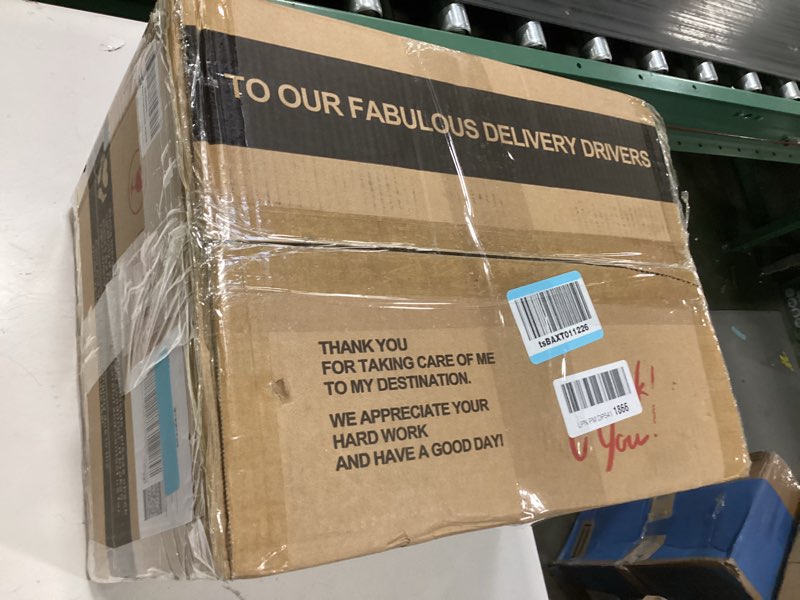 TO OUR FABULOUS DELIVERY DRIVERS
THANK YOU
FOR TAKING CARE OF ME
TO MY DESTINATION.
WE APPRECIATE YOUR
HARD WORK
AND HAVE A GOOD DAY!
tsBAXT011226
1866
You!